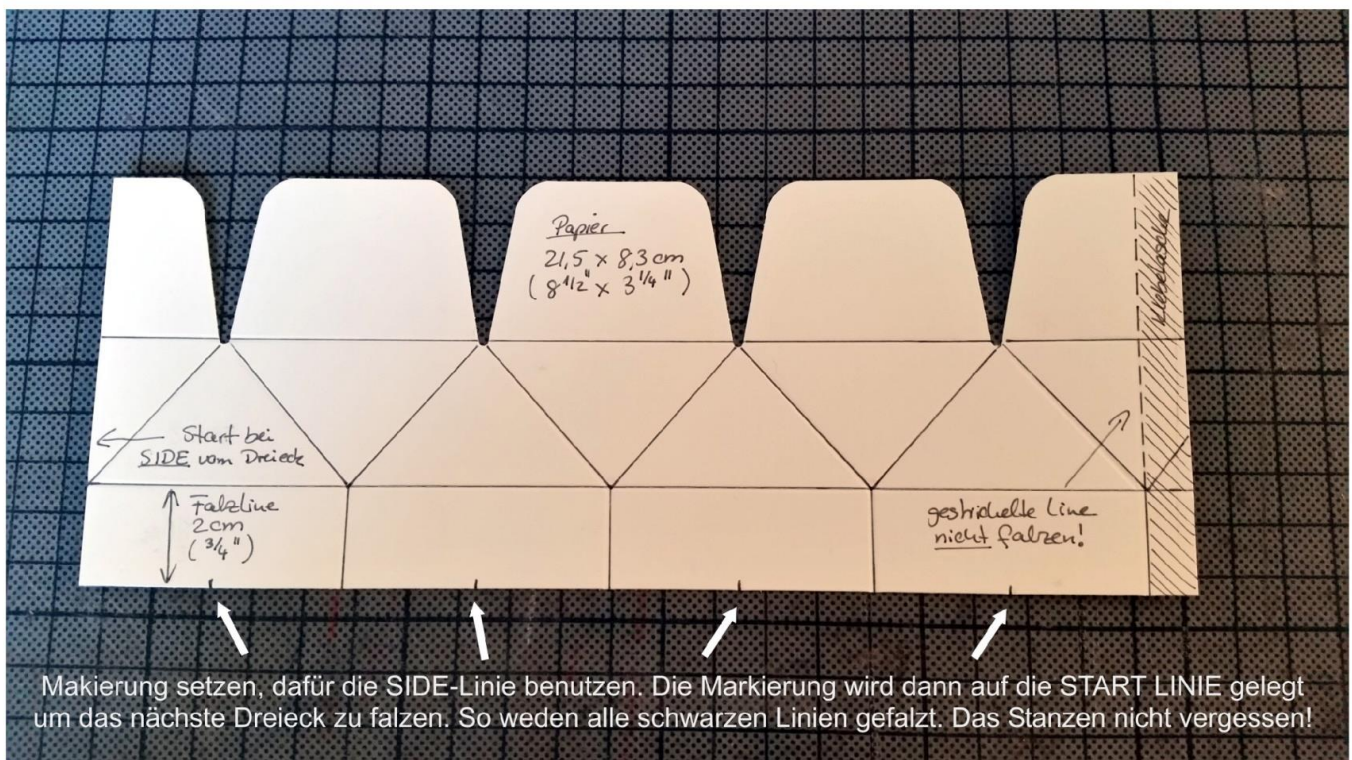 Papier
21,5 x 8,3 cm
( 8 1/2" x 3 1/4" )
Klebelasche
Start bei
SIDE vom Dreieck
Falzline
2 cm
( 3/4" )
gestrichelte Line
nicht falzen!
Makierung setzen, dafür die SIDE-Linie benutzen. Die Markierung wird dann auf die START LINIE gelegt
um das nächste Dreieck zu falzen. So weden alle schwarzen Linien gefalzt. Das Stanzen nicht vergessen!